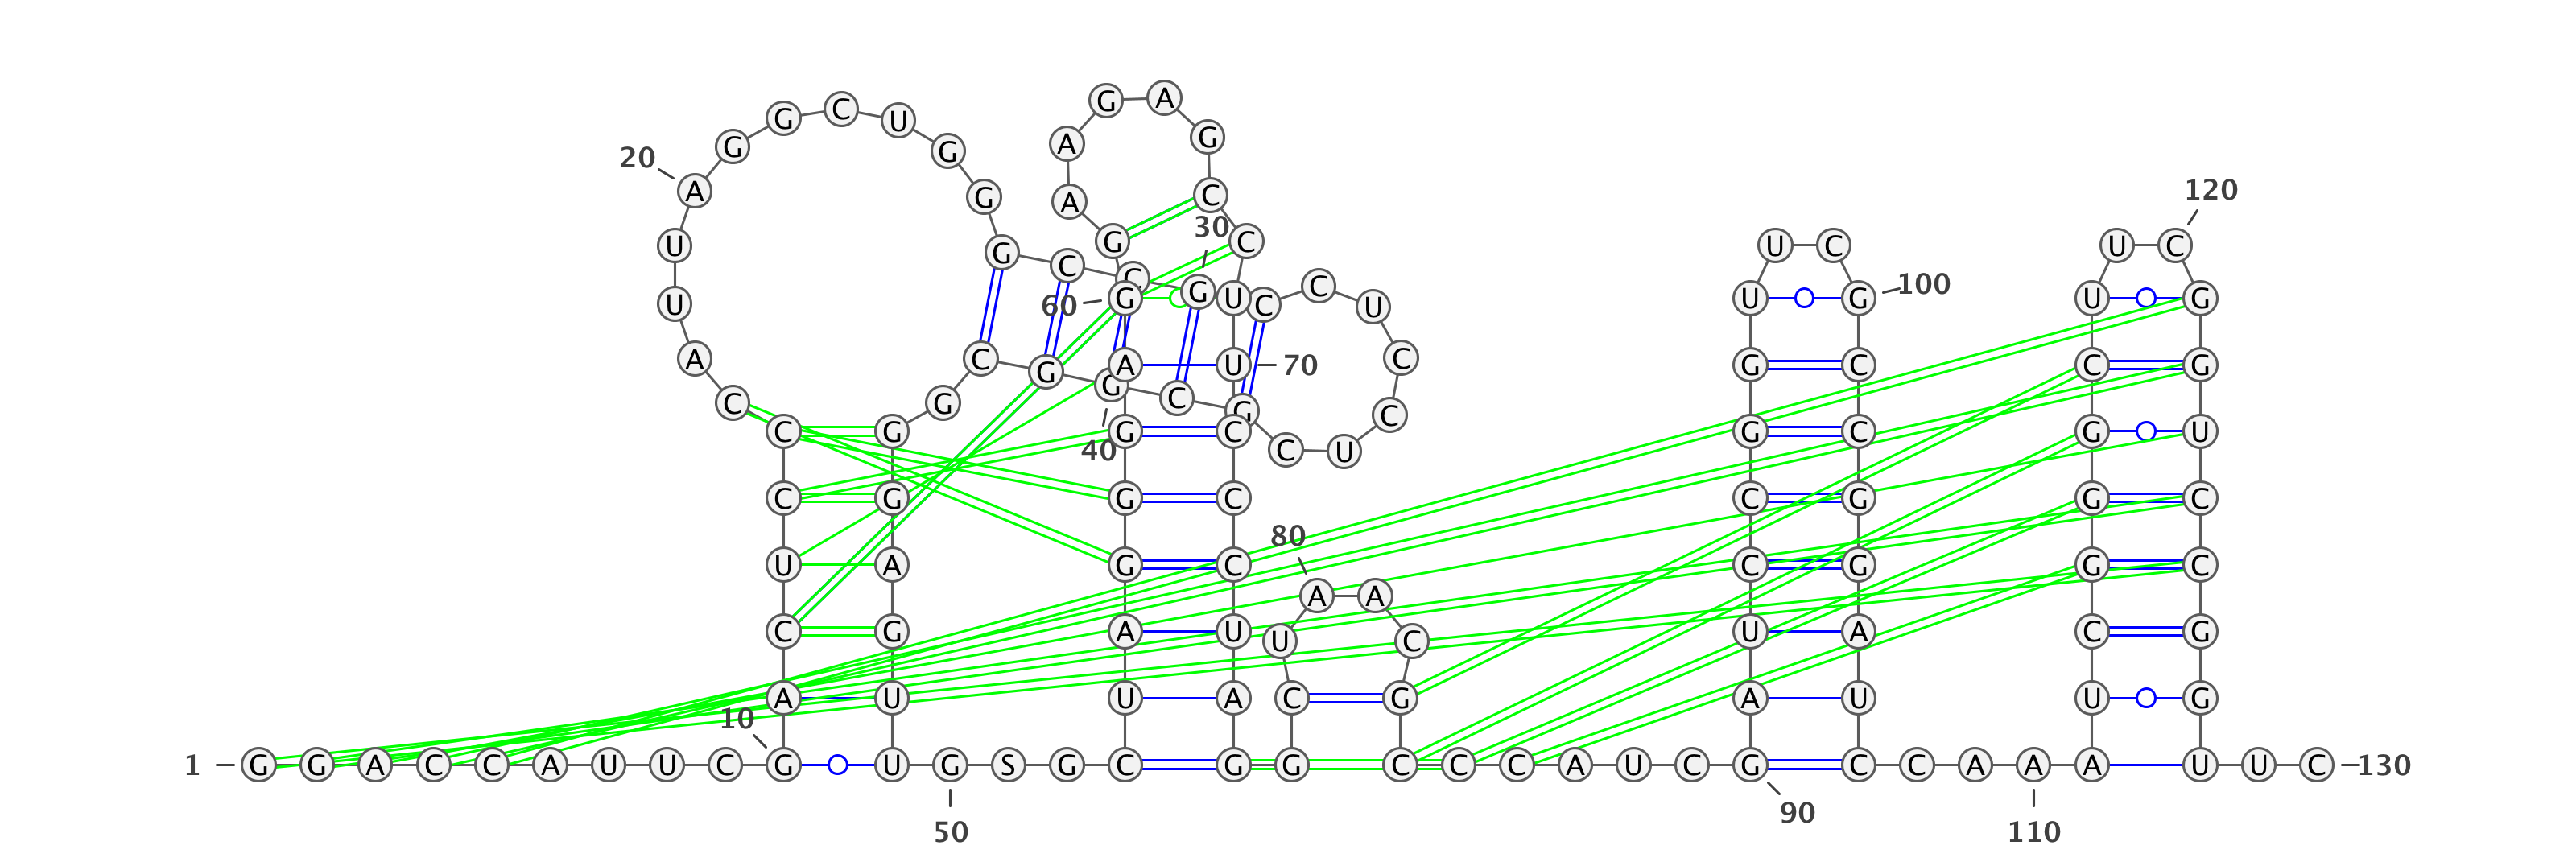 G A
G C U
G A G G
20
120
A G C A
30
U G G C U C U C
U C C G 60 G U C C U U G 100 U G
A C G G A C U 70 C G C C G
C G G C
C G G C G C G U
40 C U
C G G C C G G C
80
U A G C C G G C
A A
C G A U U C U A C G
A U U A C G A U U G
10
1 G G A C C A U U C G U G S G C G G C C C A U C G C C A A A U U C 130
90
50 110